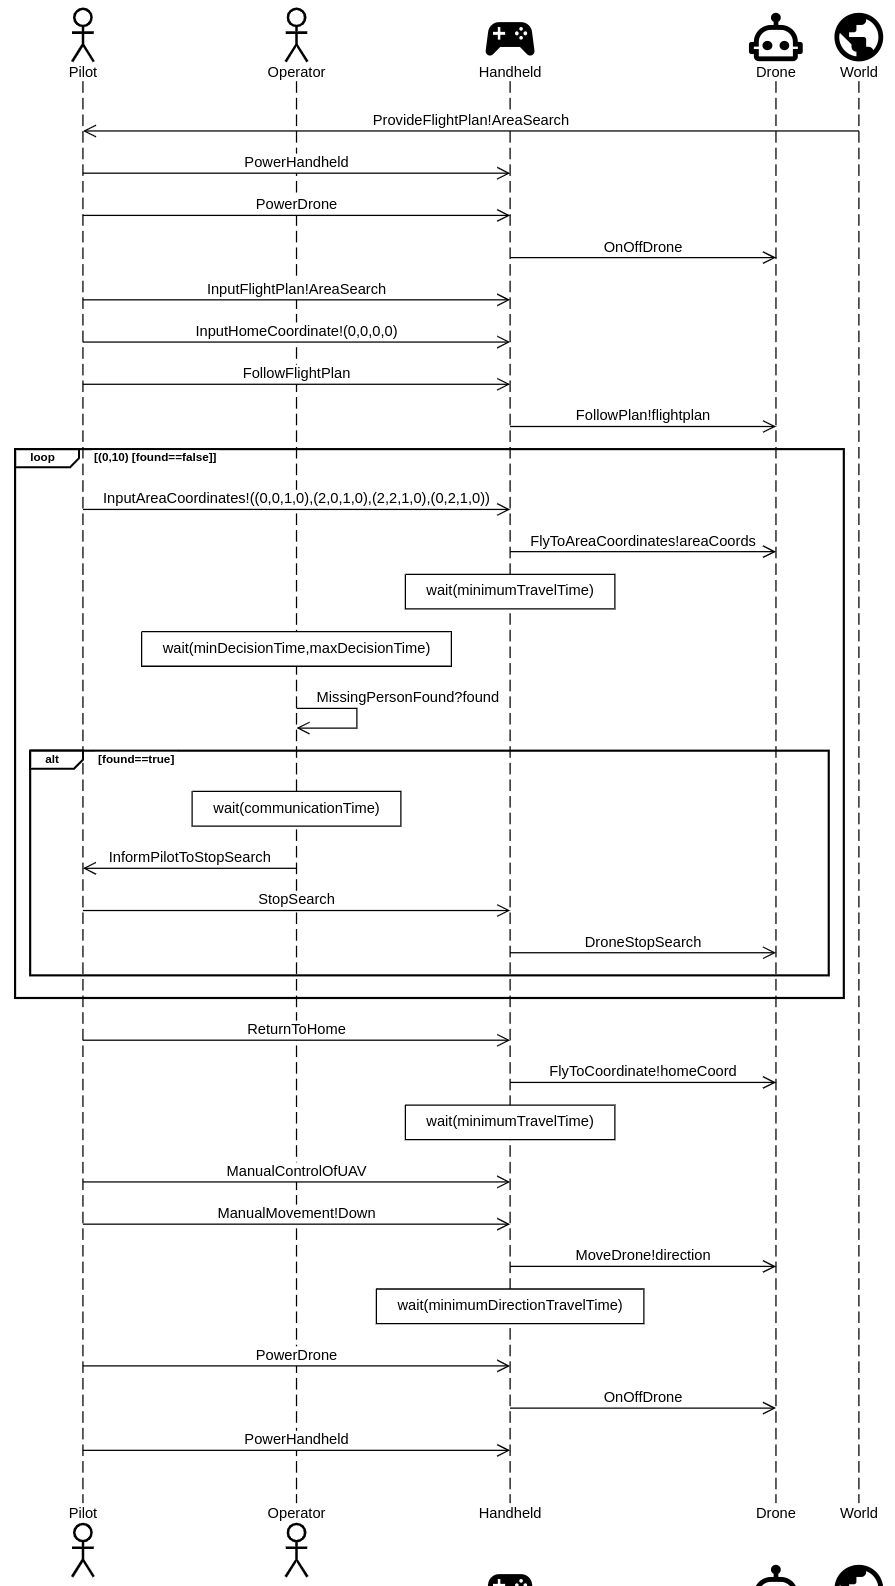 Pilot Operator Handheld Drone World
ProvideFlightPlan!AreaSearch
PowerHandheld
PowerDrone
OnOffDrone
InputFlightPlan!AreaSearch
InputHomeCoordinate!(0,0,0,0)
FollowFlightPlan
FollowPlan!flightplan
loop [(0,10) [found==false]]
InputAreaCoordinates!((0,0,1,0),(2,0,1,0),(2,2,1,0),(0,2,1,0))
FlyToAreaCoordinates!areaCoords
wait(minimumTravelTime)
wait(minDecisionTime,maxDecisionTime)
MissingPersonFound?found
alt [found==true]
wait(communicationTime)
InformPilotToStopSearch
StopSearch
DroneStopSearch
ReturnToHome
FlyToCoordinate!homeCoord
wait(minimumTravelTime)
ManualControlOfUAV
ManualMovement!Down
MoveDrone!direction
wait(minimumDirectionTravelTime)
PowerDrone
OnOffDrone
PowerHandheld
Pilot Operator Handheld Drone World